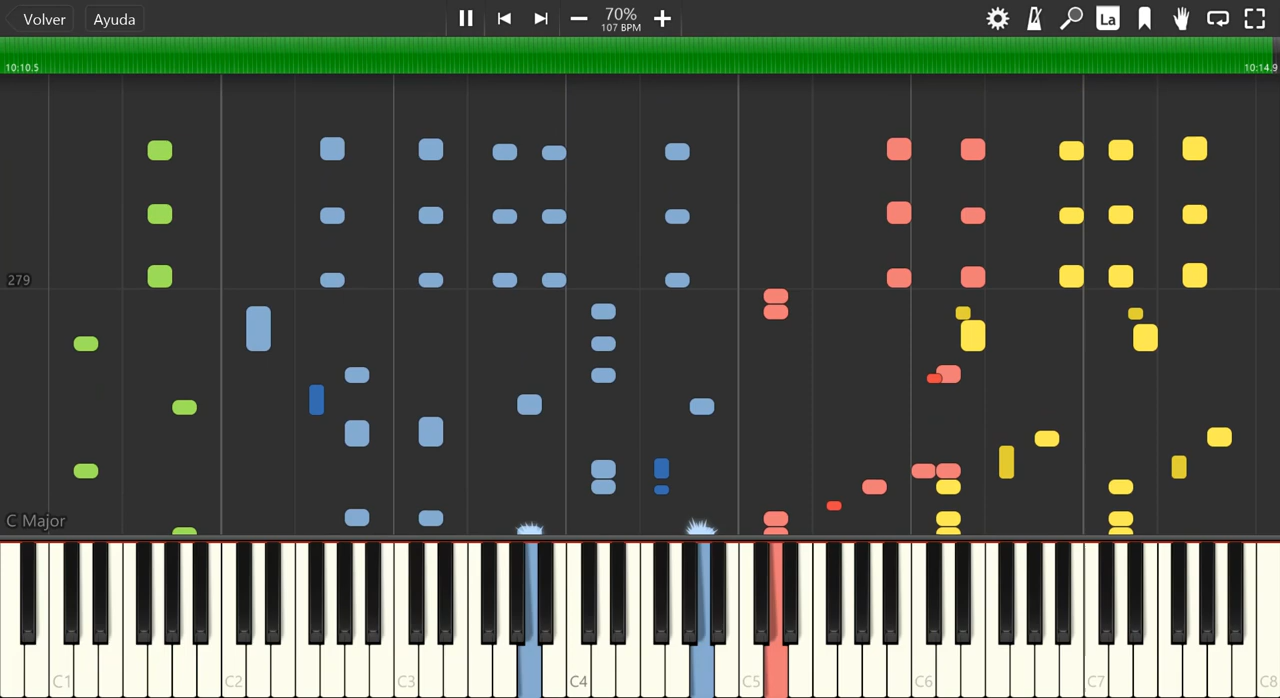 Volver
Ayuda
70%
107 BPM
La
10:10.5
10:14.9
279
C Major
C1
C2
C3
C4
C5
C6
C7
C8